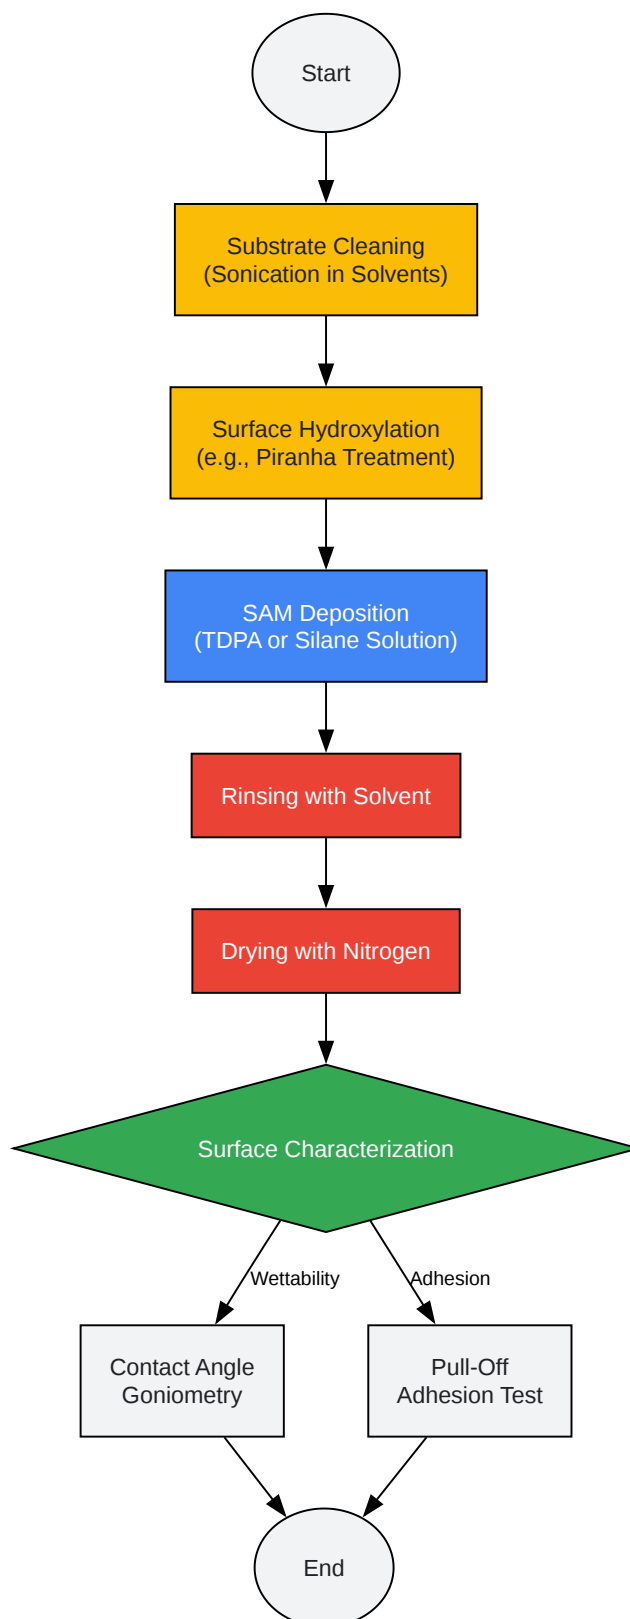 Start
Substrate Cleaning
(Sonication in Solvents)
Surface Hydroxylation
(e.g., Piranha Treatment)
SAM Deposition
(TDPA or Silane Solution)
Rinsing with Solvent
Drying with Nitrogen
Surface Characterization
Wettability
Adhesion
Contact Angle
Goniometry
Pull-Off
Adhesion Test
End